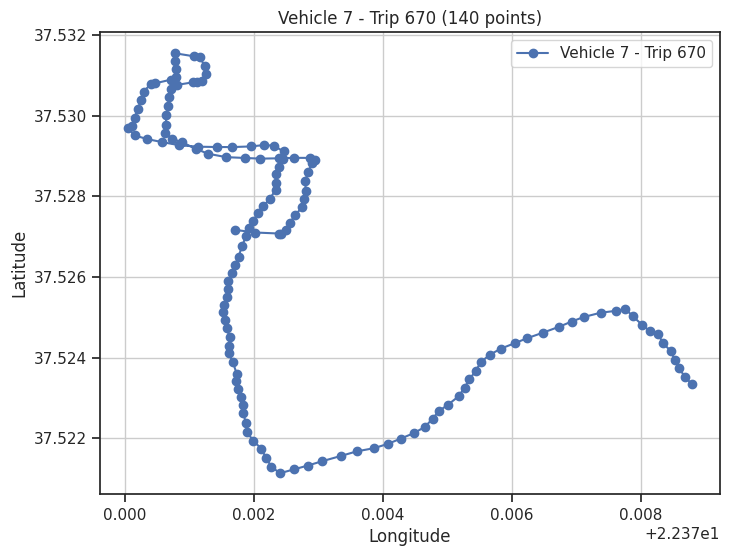 Vehicle 7 - Trip 670 (140 points)
Vehicle 7 - Trip 670
37.532
37.530
37.528
37.526
37.524
37.522
Latitude
0.000 0.002 0.004 0.006 0.008
+2.237e1
Longitude